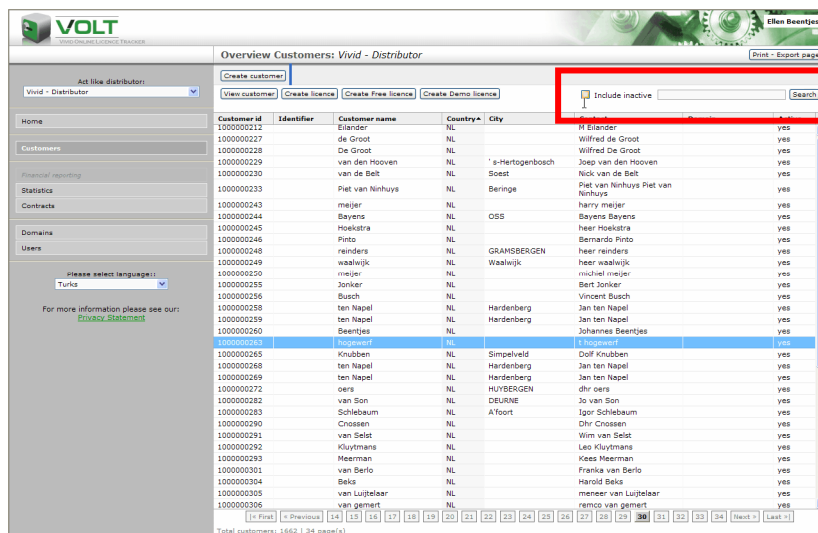 VOLT
VIVID ONLINE LICENCE TRACKER
Ellen Beentjes
Overview Customers: Vivid - Distributor
Print - Export page
Act like distributor:
Vivid - Distributor
Create customer
View customer Create licence Create Free licence Create Demo licence
Include inactive Search
Home
Customers
Financial reporting
Statistics
Contracts
Domains
Users
Please select language::
Turks
For more information please see our:
Privacy Statement
Customer id Identifier Customer name Country City
1000000212 Eilander NL M Eilander yes
1000000227 de Groot NL Wilfred de Groot yes
1000000228 De Groot NL Wilfred De Groot yes
1000000229 van den Hooven NL ' s-Hertogenbosch Joep van den Hooven yes
1000000230 van de Belt NL Soest Nick van de Belt yes
1000000233 Piet van Ninhuys NL Beringe Piet van Ninhuys Piet van Ninhuys yes
1000000243 meijer NL harry meijer yes
1000000244 Bayens NL OSS Bayens Bayens yes
1000000245 Hoekstra NL heer Hoekstra yes
1000000246 Pinto NL Bernardo Pinto yes
1000000248 reinders NL GRAMSBERGEN heer reinders yes
1000000249 waalwijk NL Waalwijk heer waalwijk yes
1000000250 meijer NL michiel meijer yes
1000000255 Jonker NL Bert Jonker yes
1000000256 Busch NL Vincent Busch yes
1000000258 ten Napel NL Hardenberg Jan ten Napel yes
1000000259 ten Napel NL Hardenberg Jan ten Napel yes
1000000260 Beentjes NL Johannes Beentjes yes
1000000263 hogewerf NL t hogewerf yes
1000000265 Knubben NL Simpelveld Dolf Knubben yes
1000000268 ten Napel NL Hardenberg Jan ten Napel yes
1000000269 ten Napel NL Hardenberg Jan ten Napel yes
1000000272 oers NL HUYBERGEN dhr oers yes
1000000282 van Son NL DEURNE Jo van Son yes
1000000283 Schlebaum NL A'foort Igor Schlebaum yes
1000000290 Cnossen NL Dhr Cnossen yes
1000000291 van Selst NL Wim van Selst yes
1000000292 Kluytmans NL Leo Kluytmans yes
1000000293 Meerman NL Kees Meerman yes
1000000301 van Berlo NL Franka van Berlo yes
1000000304 Beks NL Harold Beks yes
1000000305 van Luijtelaar NL meneer van Luijtelaar yes
1000000306 van gemert NL remco van gemert yes
|< First < Previous 14 15 16 17 18 19 20 21 22 23 24 25 26 27 28 29 30 31 32 33 34 Next > Last >|
Total customers: 1662 | 34 page(s)